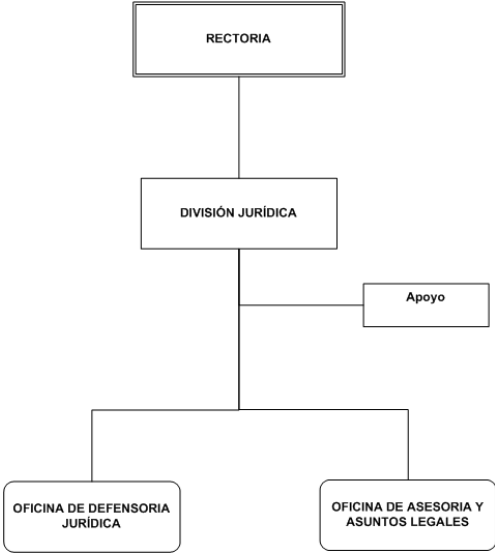 RECTORIA
DIVISIÓN JURÍDICA
Apoyo
OFICINA DE DEFENSORIA
JURÍDICA
OFICINA DE ASESORIA Y
ASUNTOS LEGALES